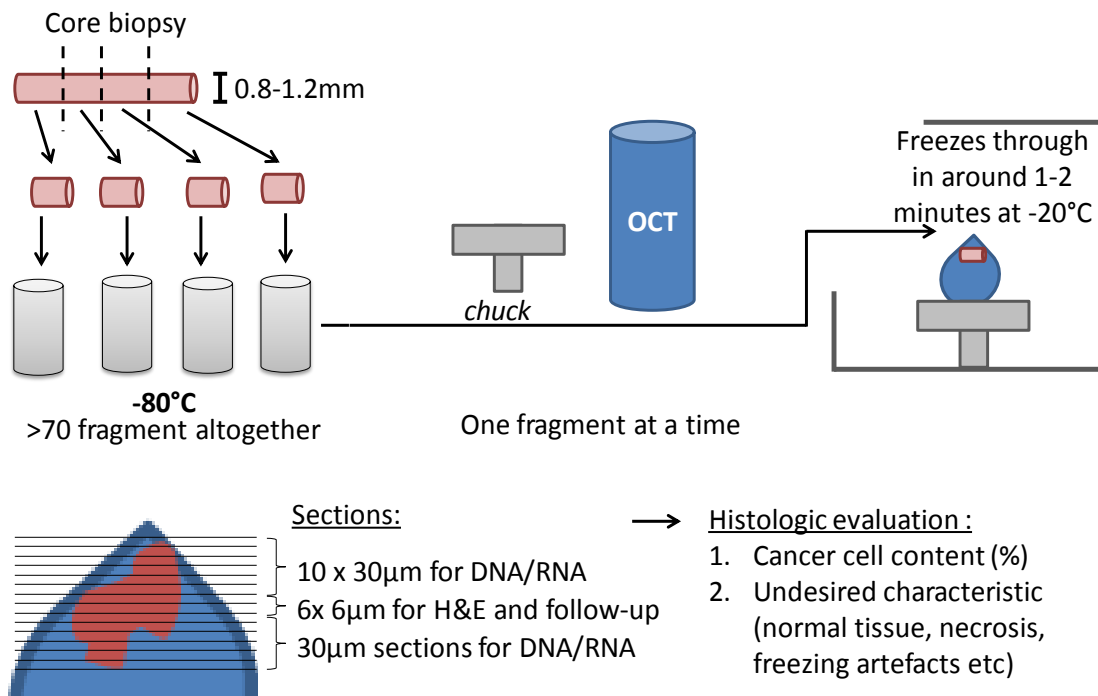 Core biopsy
0.8-1.2mm
-80°C
>70 fragment altogether
chuck
OCT
One fragment at a time
Freezes through
in around 1-2
minutes at -20°C
Sections:
10 x 30µm for DNA/RNA
6x 6µm for H&E and follow-up
30µm sections for DNA/RNA
Histologic evaluation :
1. Cancer cell content (%)
2. Undesired characteristic
(normal tissue, necrosis,
freezing artefacts etc)